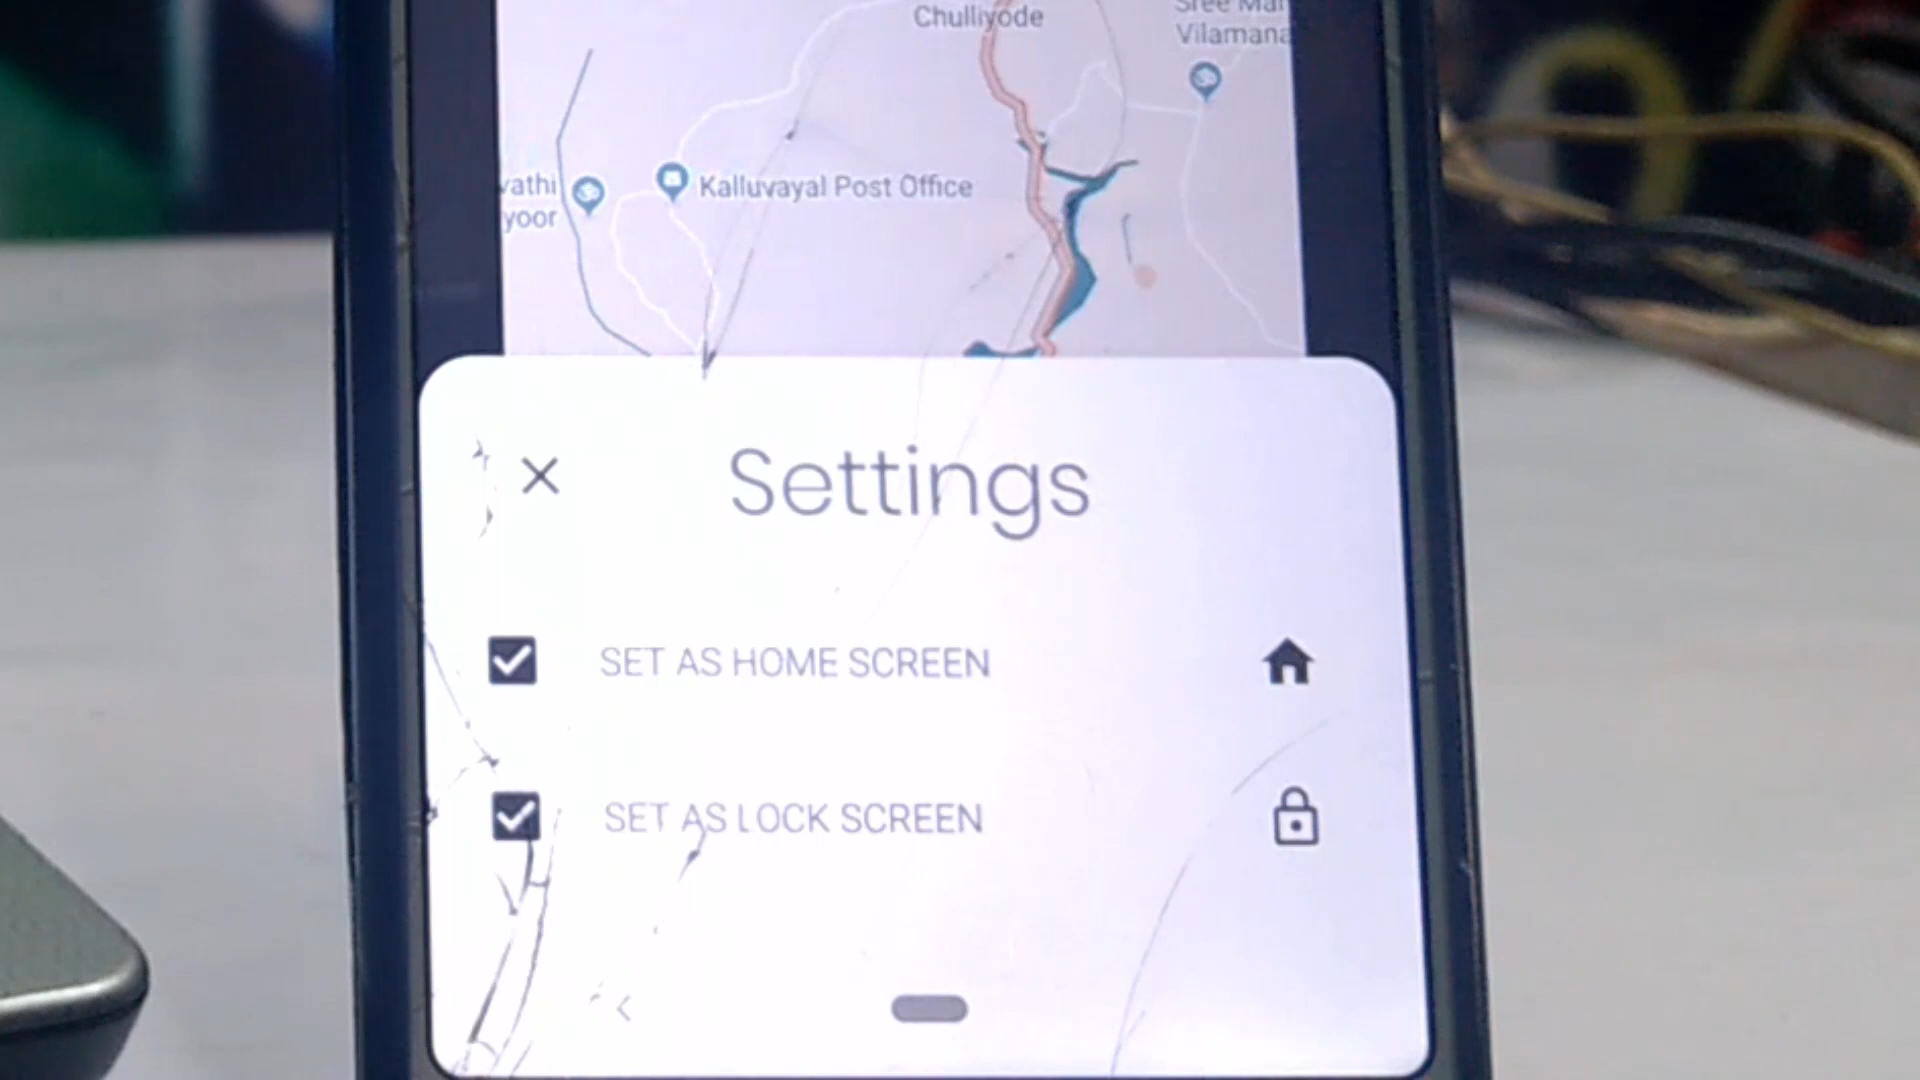 Chulliyode
Vilamana
Kalluvayal Post Office
vathi
yoor
Settings
SET AS HOME SCREEN
SET AS LOCK SCREEN